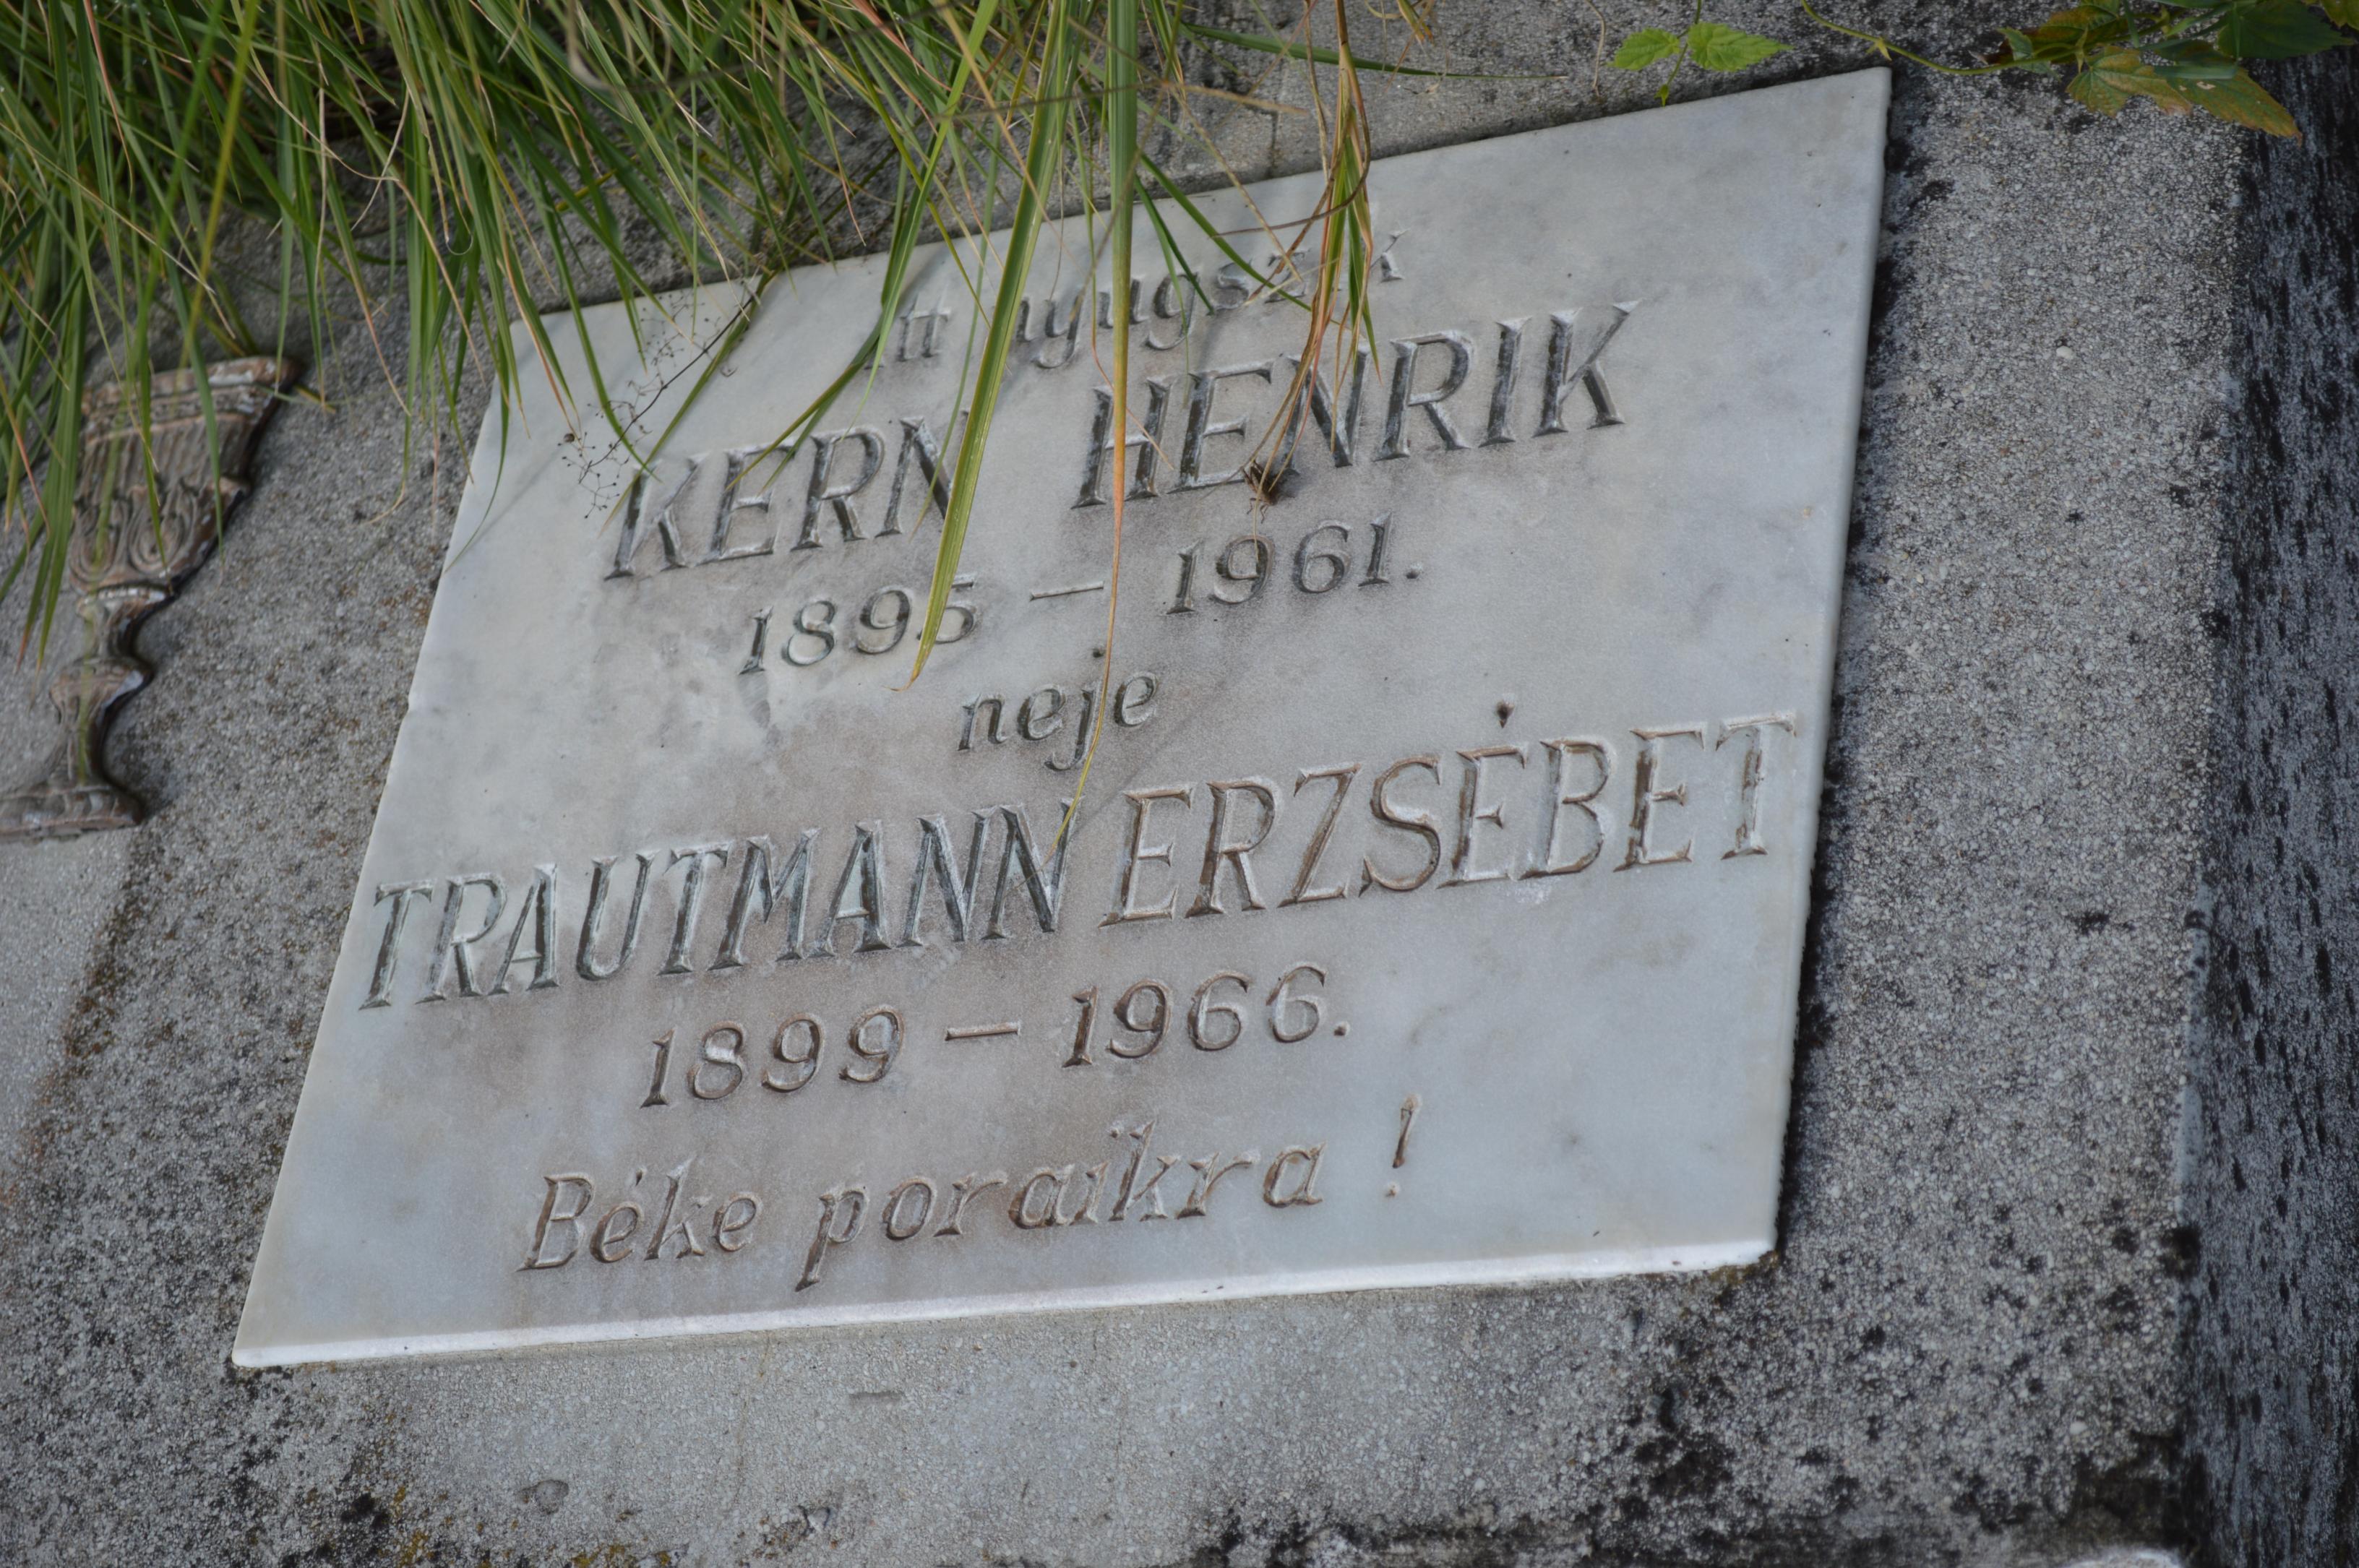 Itt nyugszik
KERN HENRIK
1895 — 1961.
neje
TRAUTMANN ERZSÉBET
1899 — 1966.
Béke poraikra !